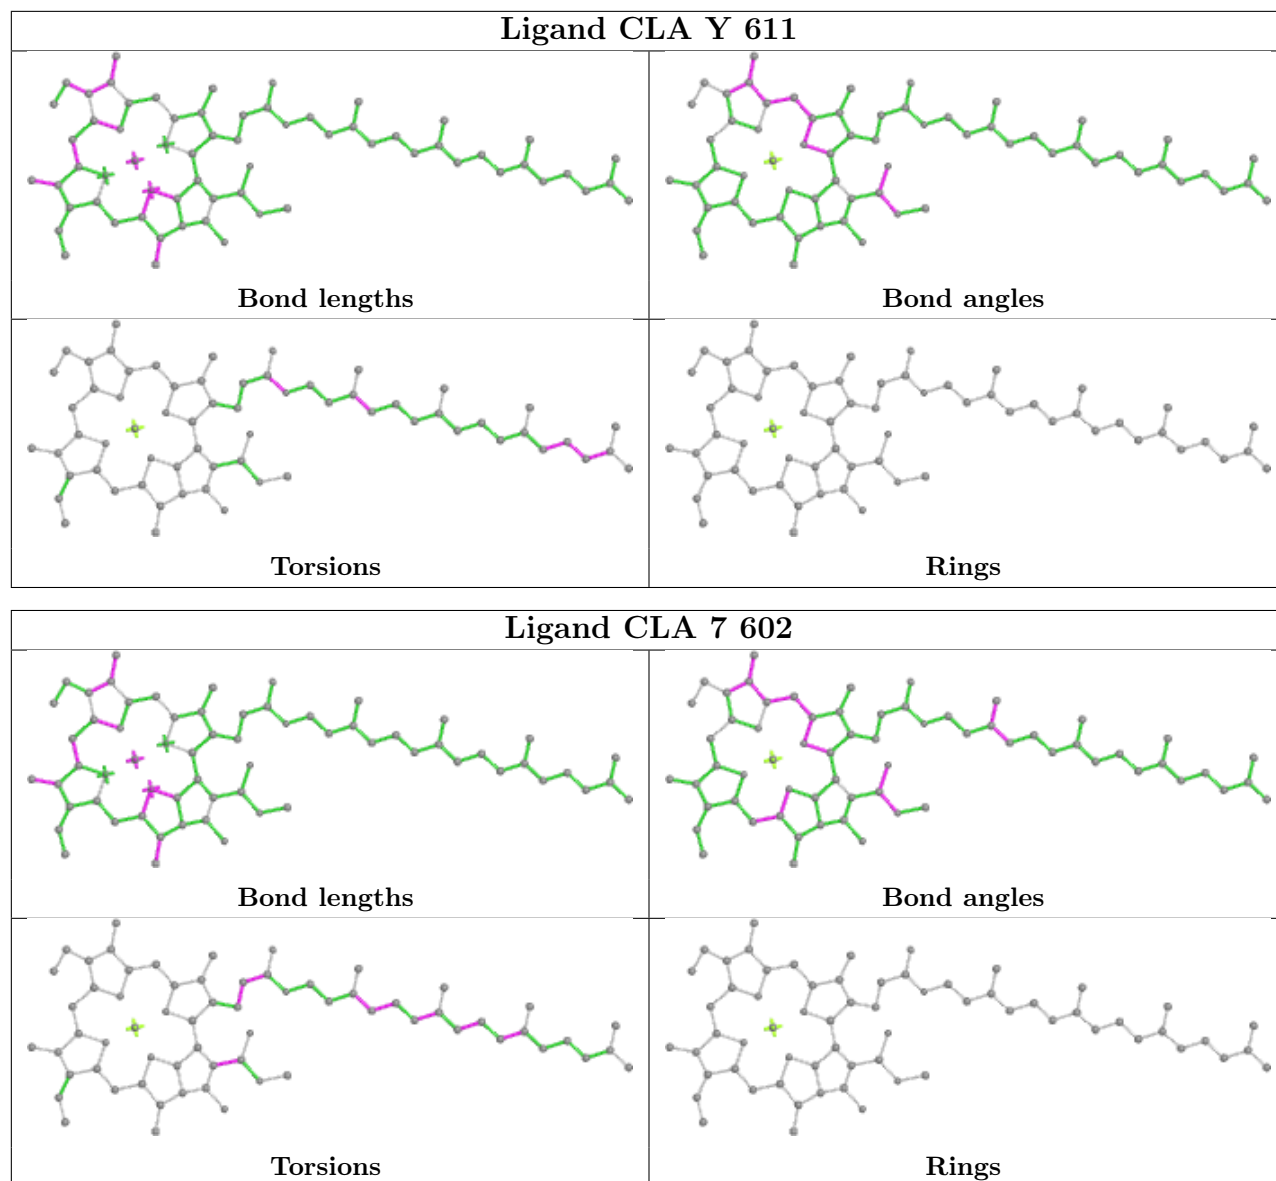 Ligand CLA Y 611
Bond lengths
Bond angles
Torsions
Rings
Ligand CLA 7 602
Bond lengths
Bond angles
Torsions
Rings